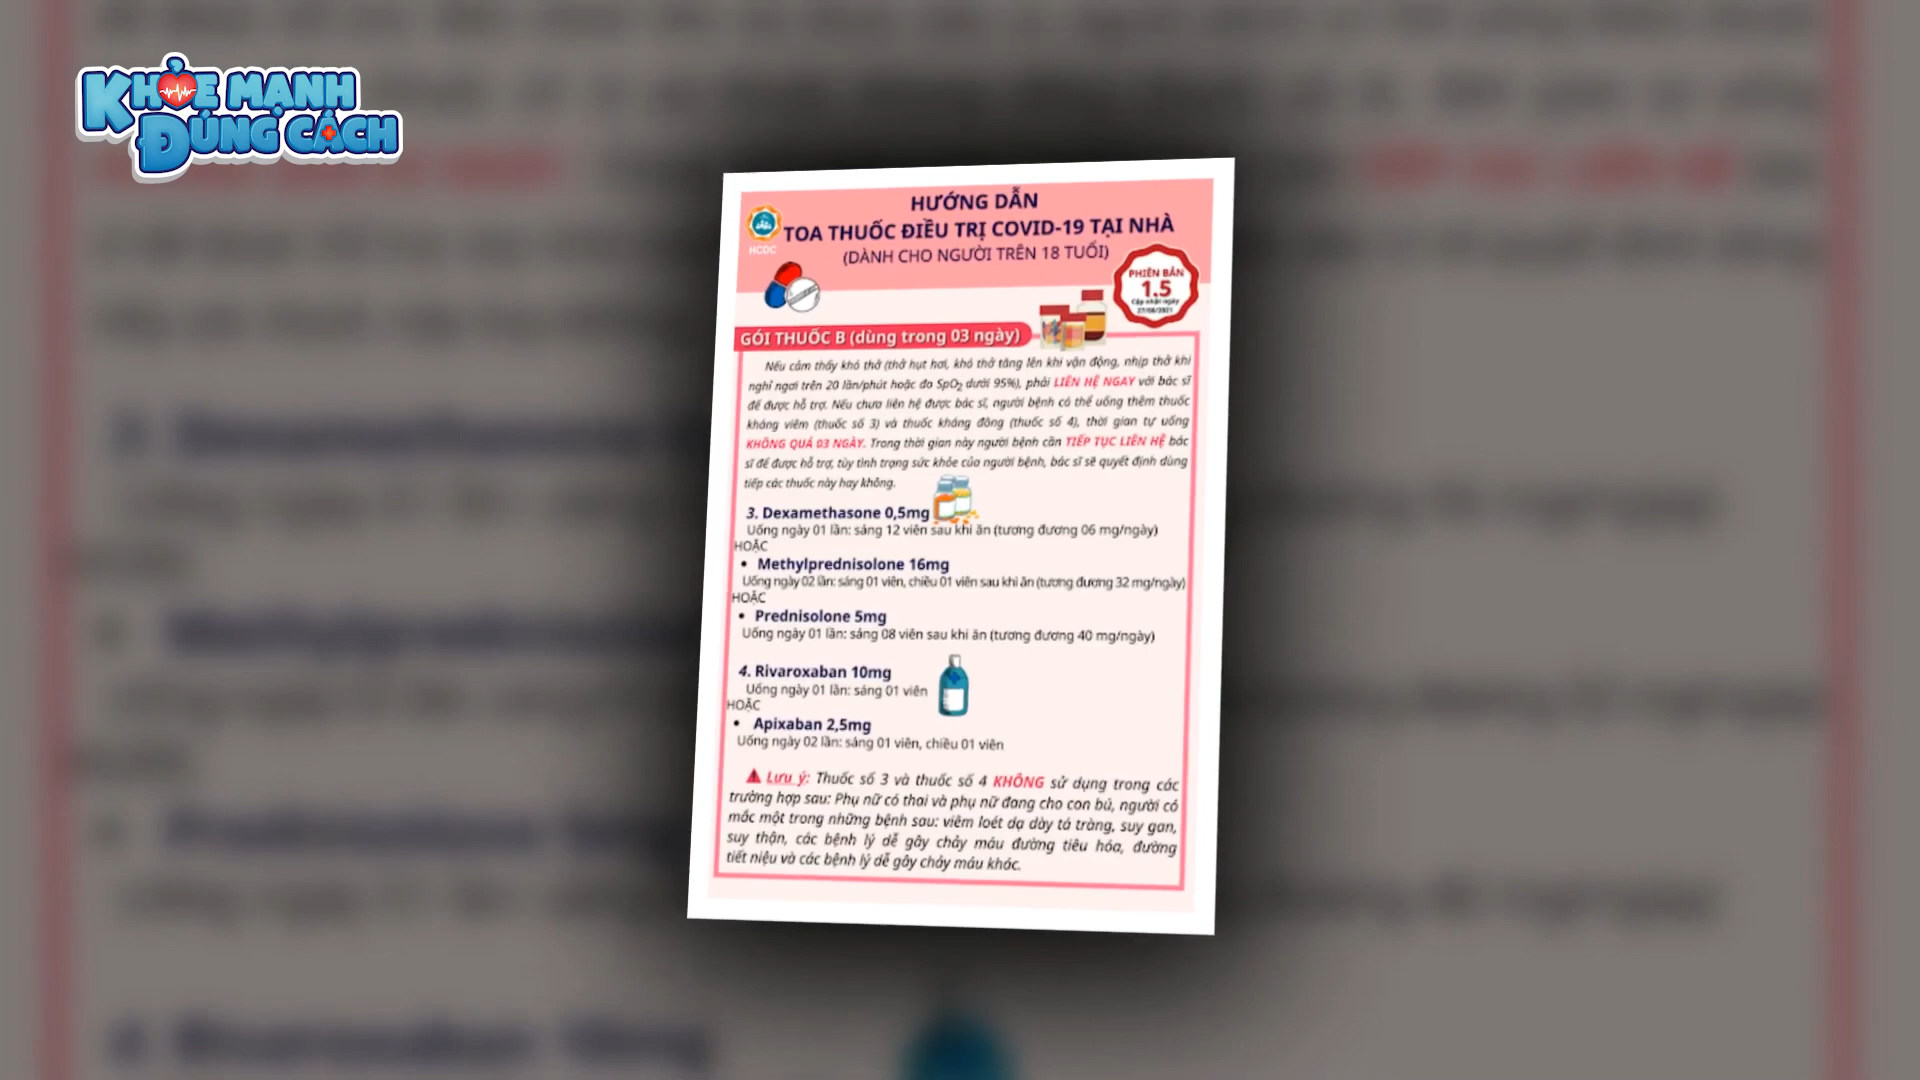 KHỎE MẠNH
ĐÚNG CÁCH
HƯỚNG DẪN
TOA THUỐC ĐIỀU TRỊ COVID-19 TẠI NHÀ
(DÀNH CHO NGƯỜI TRÊN 18 TUỔI)
HCDC
PHIÊN BẢN
1.5
Cập nhật ngày
27/08/2021
GÓI THUỐC B (dùng trong 03 ngày)
Nếu cảm thấy khó thở (thở hụt hơi, khó thở tăng lên khi vận động, nhịp thở khi
nghỉ ngơi trên 20 lần/phút hoặc đo SpO2 dưới 95%), phải LIÊN HỆ NGAY với bác sĩ
để được hỗ trợ. Nếu chưa liên hệ được bác sĩ, người bệnh có thể uống thêm thuốc
kháng viêm (thuốc số 3) và thuốc kháng đông (thuốc số 4), thời gian tự uống
KHÔNG QUÁ 03 NGÀY. Trong thời gian này người bệnh cần TIẾP TỤC LIÊN HỆ bác
sĩ để được hỗ trợ, tùy tình trạng sức khỏe của người bệnh, bác sĩ sẽ quyết định dùng
tiếp các thuốc này hay không.
3. Dexamethasone 0,5mg
Uống ngày 01 lần: sáng 12 viên sau khi ăn (tương đương 06 mg/ngày)
HOẶC
• Methylprednisolone 16mg
Uống ngày 02 lần: sáng 01 viên, chiều 01 viên sau khi ăn (tương đương 32 mg/ngày)
HOẶC
• Prednisolone 5mg
Uống ngày 01 lần: sáng 08 viên sau khi ăn (tương đương 40 mg/ngày)
4. Rivaroxaban 10mg
Uống ngày 01 lần: sáng 01 viên
HOẶC
• Apixaban 2,5mg
Uống ngày 02 lần: sáng 01 viên, chiều 01 viên
Lưu ý: Thuốc số 3 và thuốc số 4 KHÔNG sử dụng trong các
trường hợp sau: Phụ nữ có thai và phụ nữ đang cho con bú, người có
mắc một trong những bệnh sau: viêm loét dạ dày tá tràng, suy gan,
suy thận, các bệnh lý dễ gây chảy máu đường tiêu hóa, đường
tiết niệu và các bệnh lý dễ gây chảy máu khác.